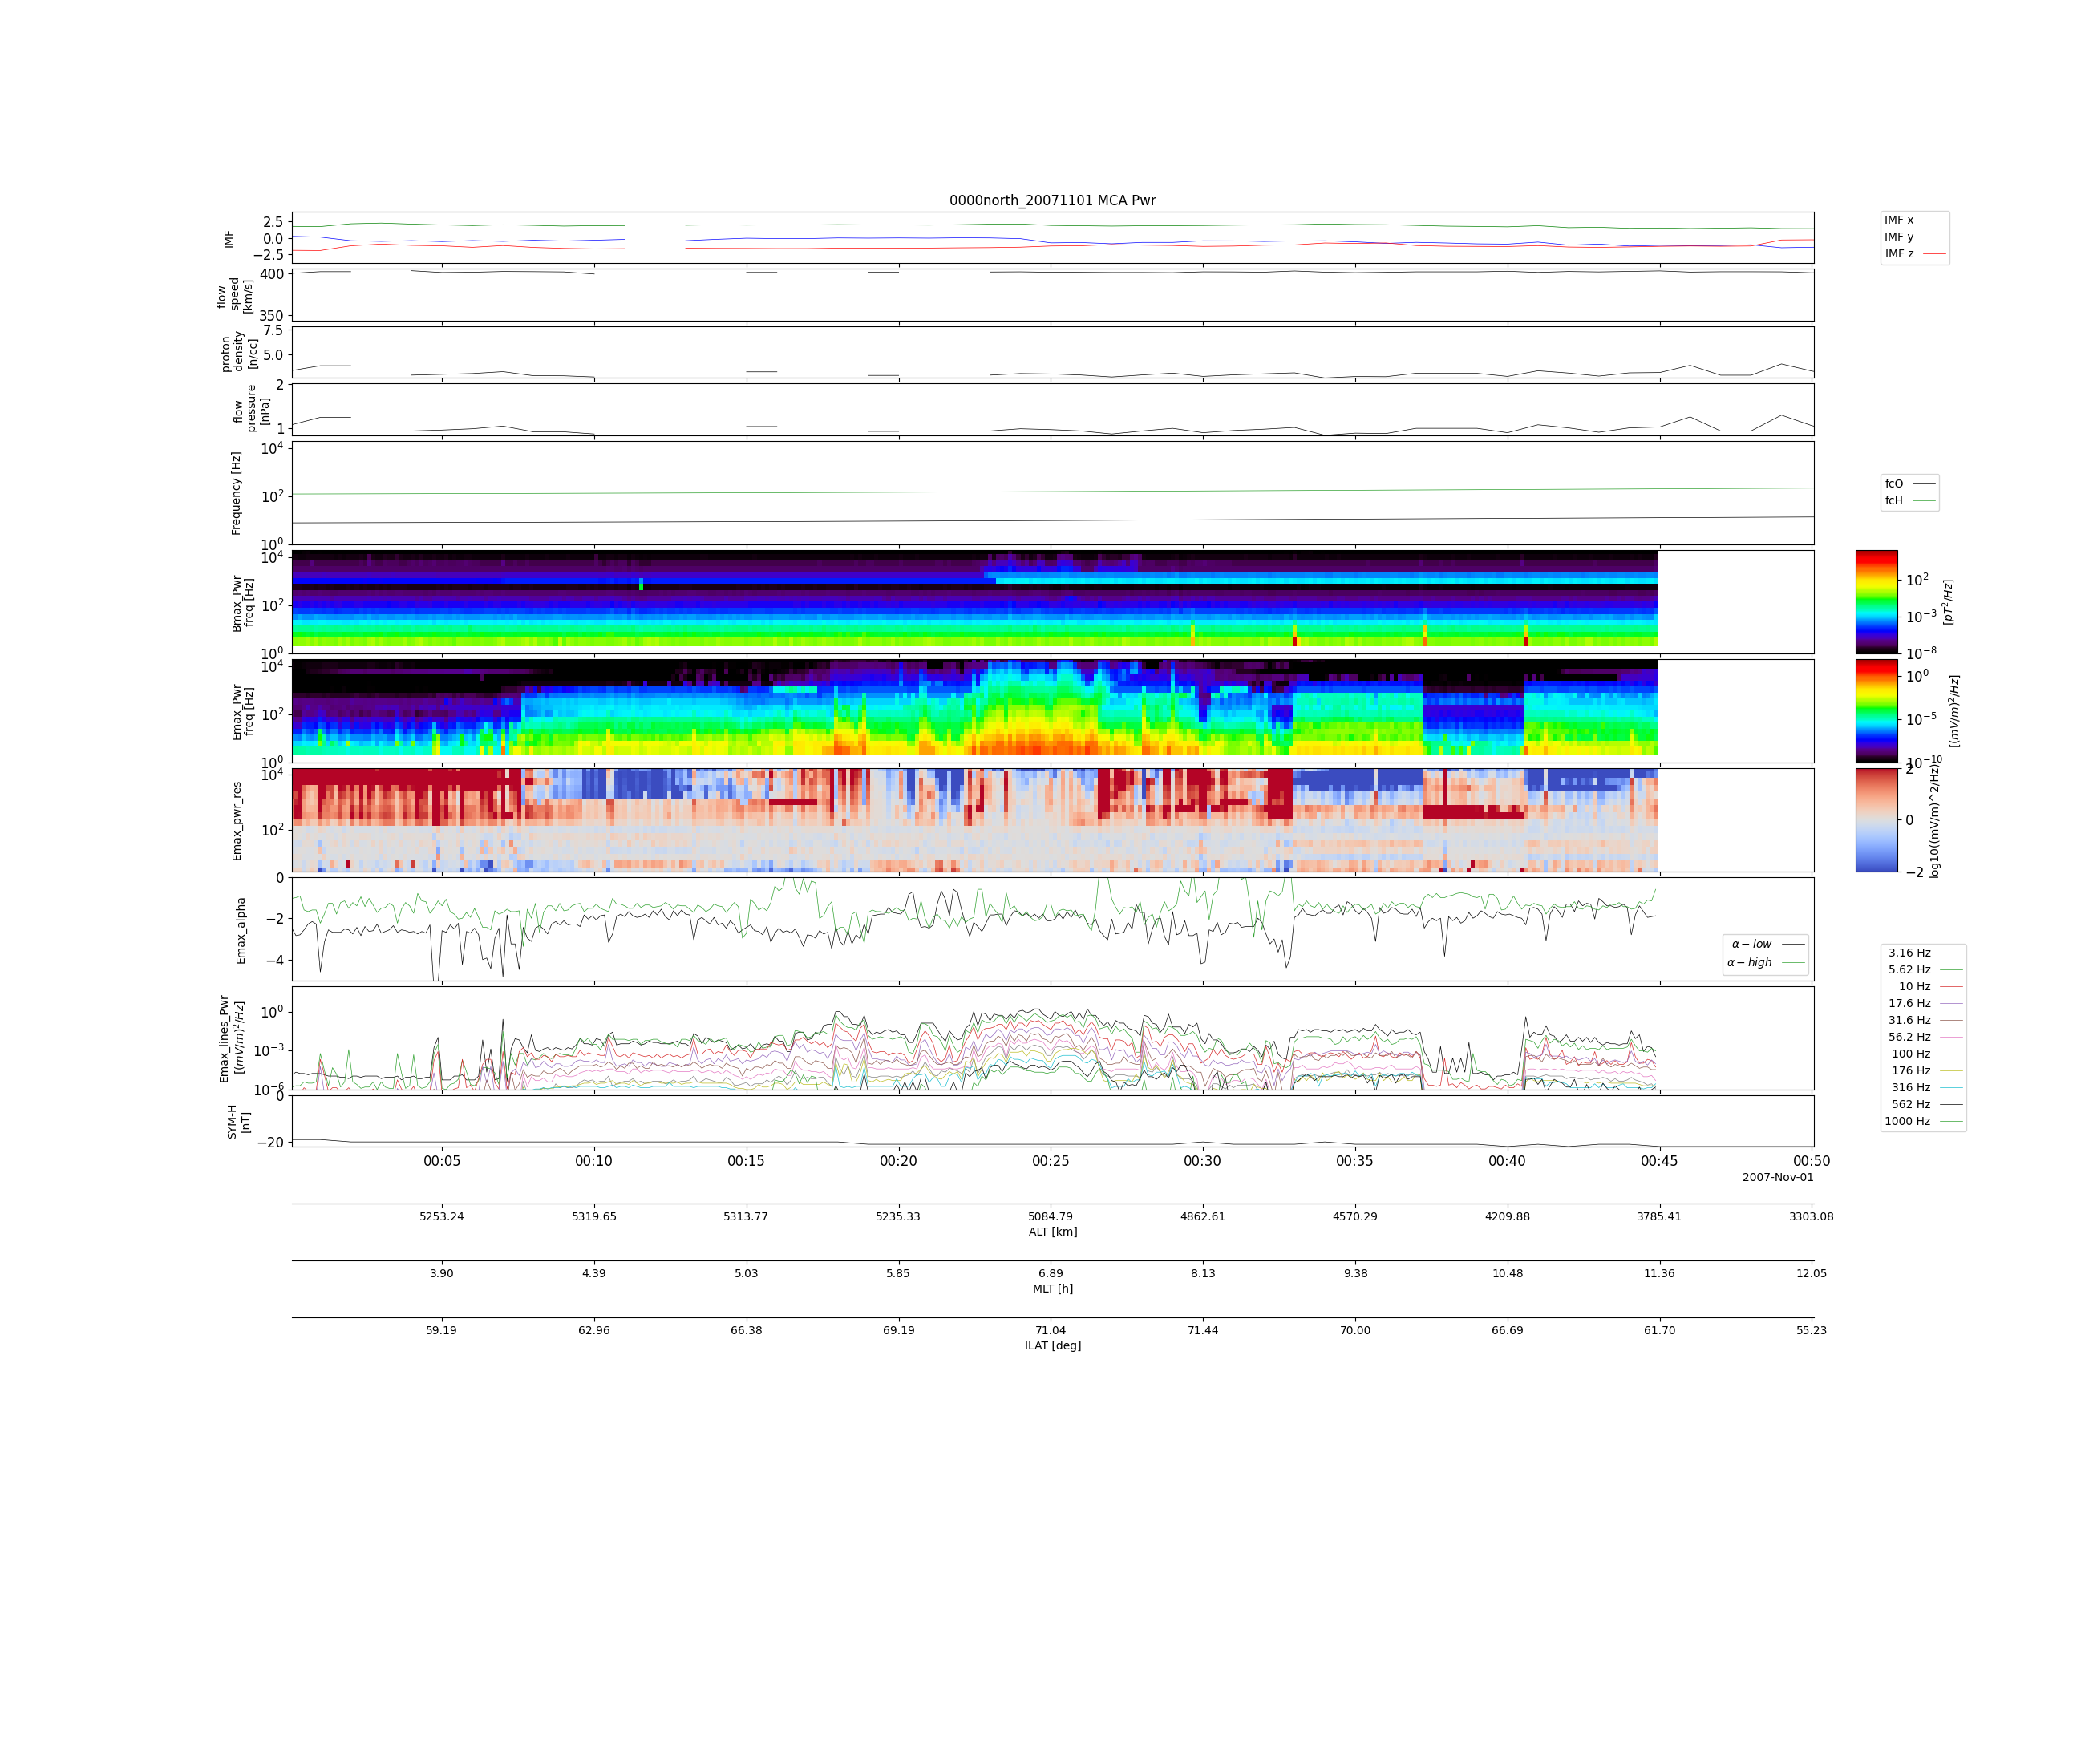 0000north_20071101 MCA Pwr
IMF
2.5
0.0
−2.5
IMF x
IMF y
IMF z
flow
speed
[km/s]
400
350
proton
density
[n/cc]
7.5
5.0
flow
pressure
[nPa]
2
1
Frequency [Hz]
10^4
10^2
10^0
fcO
fcH
Bmax_Pwr
freq [Hz]
10^4
10^2
10^0
10^2
10^−3
10^−8
[pT^2/Hz]
Emax_Pwr
freq [Hz]
10^4
10^2
10^0
10^0
10^−5
10^−10
[(mV/m)^2/Hz]
Emax_pwr_res
10^4
10^2
2
0
−2
log10((mV/m)^2/Hz)
Emax_alpha
0
−2
−4
α − low
α − high
Emax_lines_Pwr
[(mV/m)^2/Hz]
10^0
10^−3
10^−6
3.16 Hz
5.62 Hz
10 Hz
17.6 Hz
31.6 Hz
56.2 Hz
100 Hz
176 Hz
316 Hz
562 Hz
1000 Hz
SYM-H
[nT]
0
−20
00:05 00:10 00:15 00:20 00:25 00:30 00:35 00:40 00:45 00:50
2007-Nov-01
5253.24 5319.65 5313.77 5235.33 5084.79 4862.61 4570.29 4209.88 3785.41 3303.08
ALT [km]
3.90 4.39 5.03 5.85 6.89 8.13 9.38 10.48 11.36 12.05
MLT [h]
59.19 62.96 66.38 69.19 71.04 71.44 70.00 66.69 61.70 55.23
ILAT [deg]